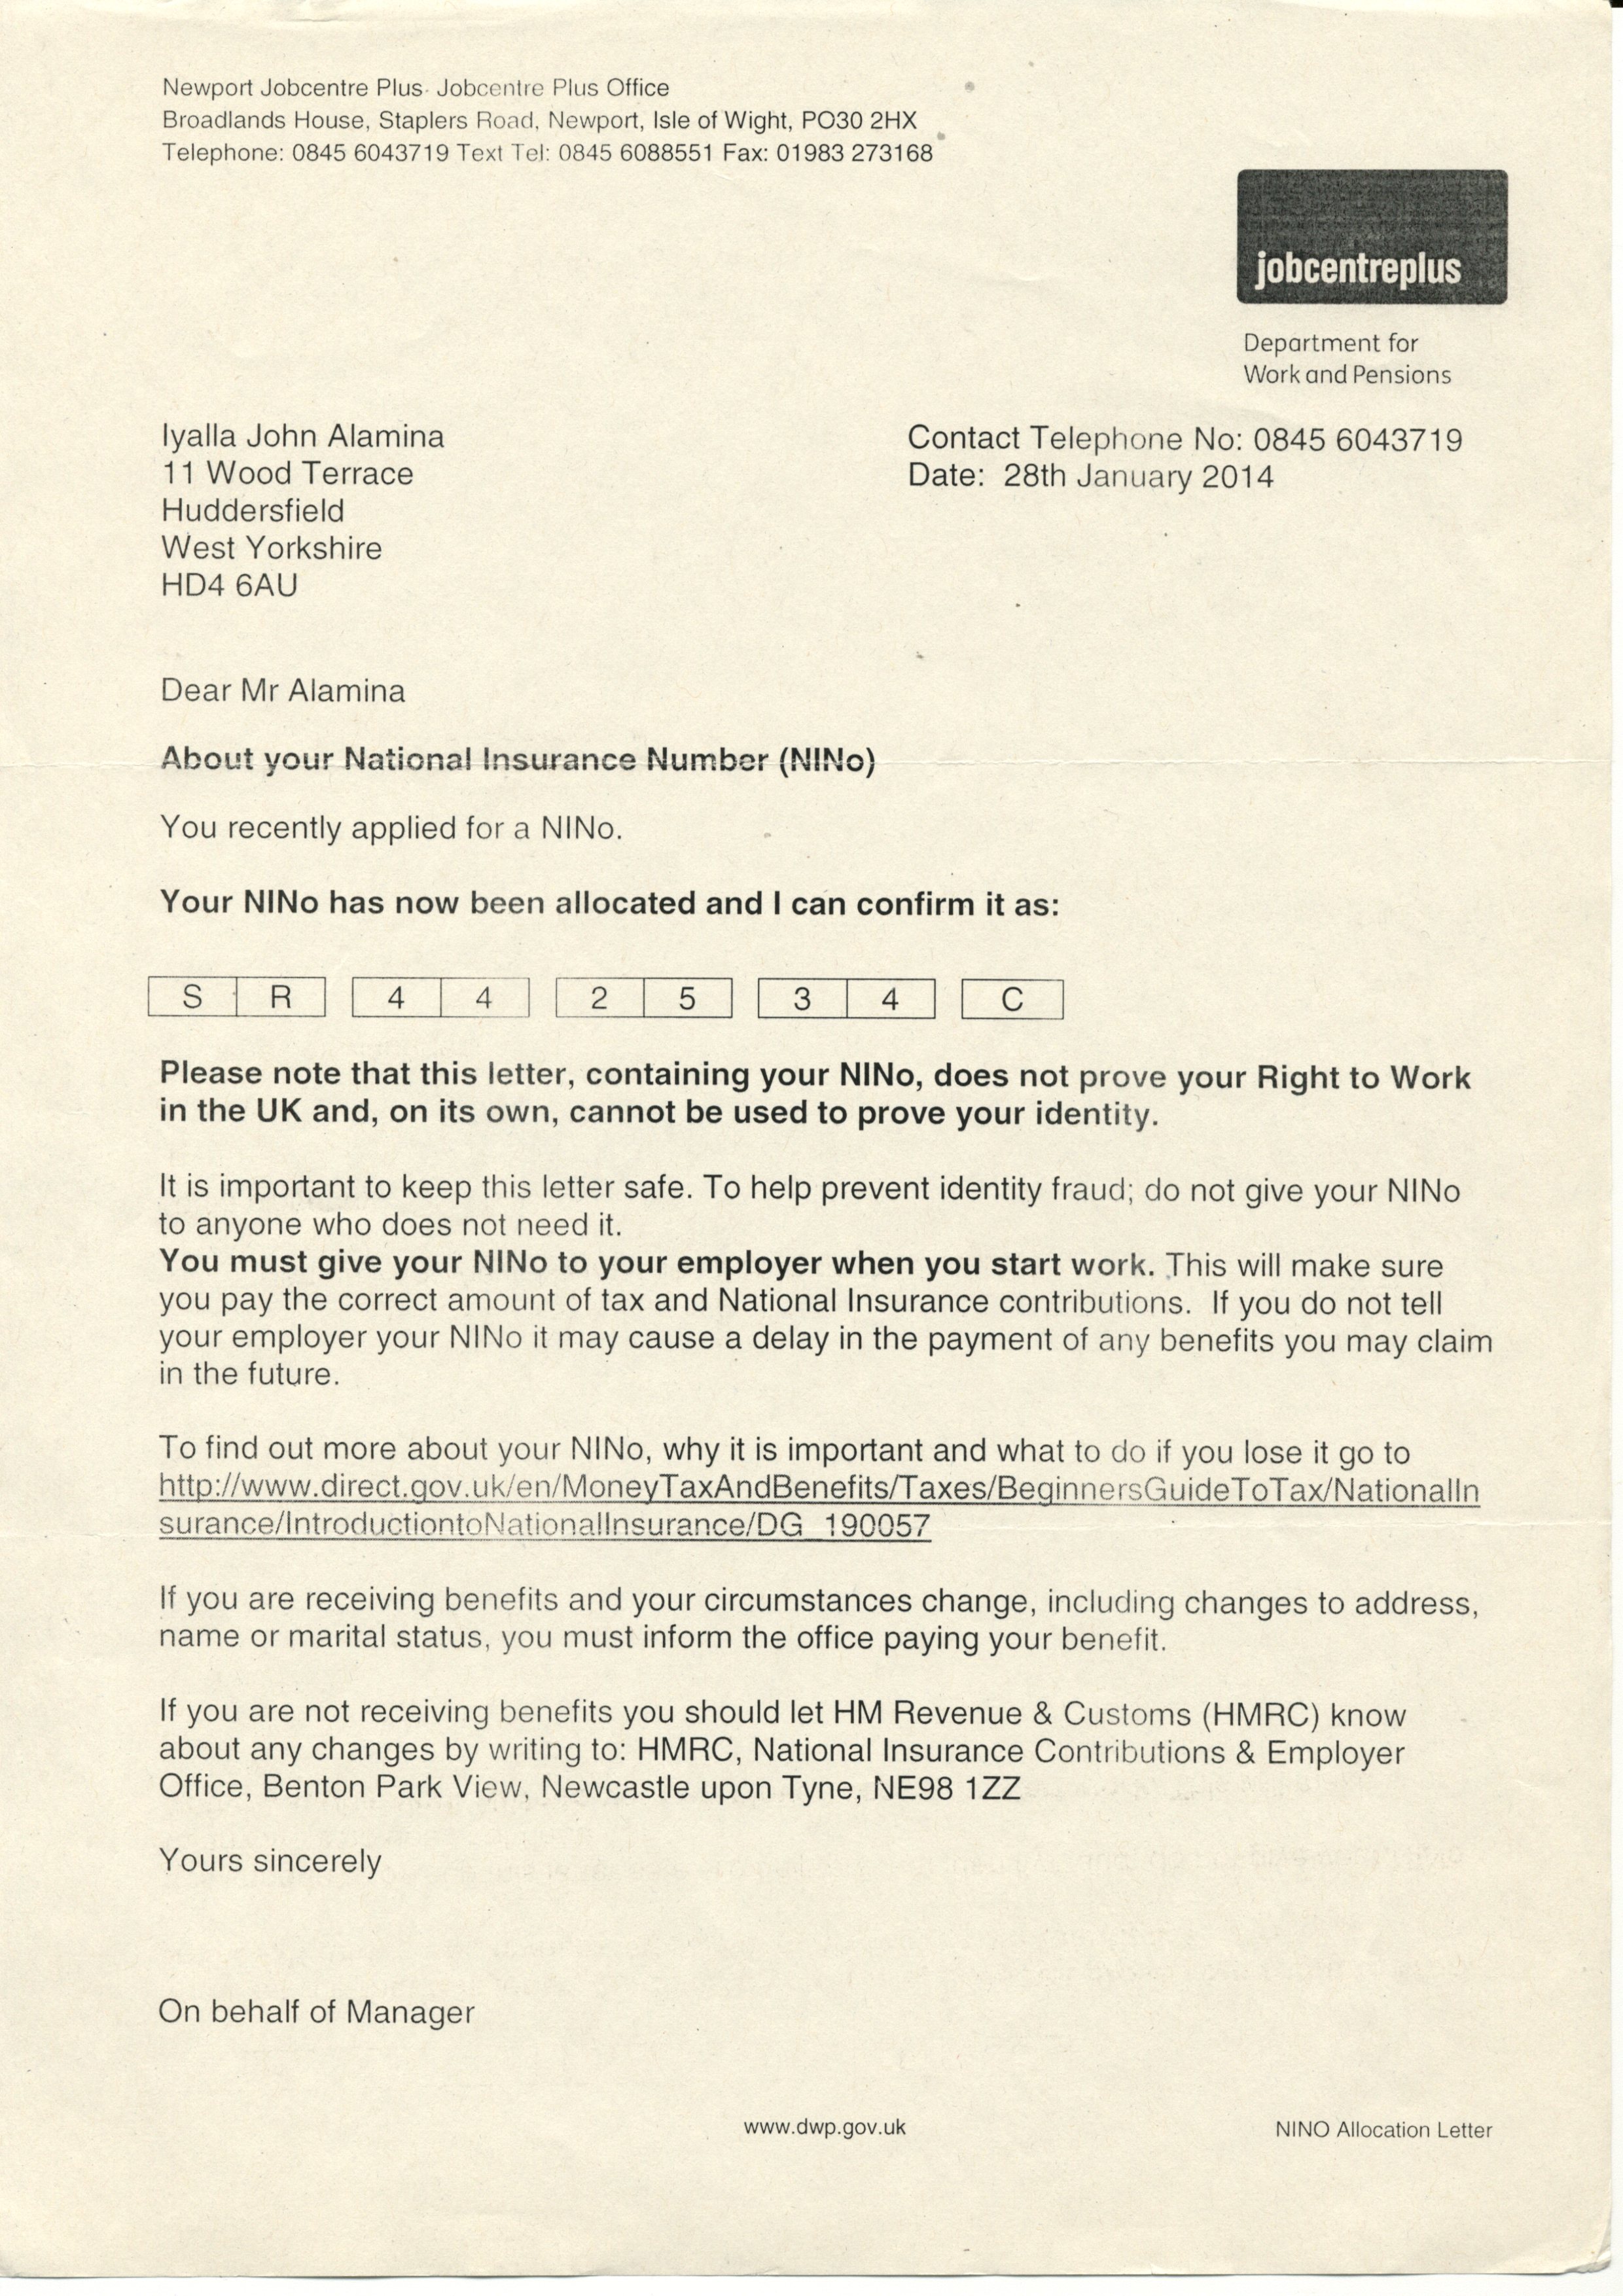 Newport Jobcentre Plus Jobcentre Plus Office
Broadlands House, Staplers Road, Newport, Isle of Wight, PO30 2HX
Telephone: 0845 6043719 Text Tel: 0845 6088551 Fax: 01983 273168
jobcentreplus
Department for
Work and Pensions
Iyalla John Alamina
11 Wood Terrace
Huddersfield
West Yorkshire
HD4 6AU
Contact Telephone No: 0845 6043719
Date: 28th January 2014
Dear Mr Alamina
About your National Insurance Number (NINo)
You recently applied for a NINo.
Your NINo has now been allocated and I can confirm it as:
S R 4 4 2 5 3 4 C
Please note that this letter, containing your NINo, does not prove your Right to Work
in the UK and, on its own, cannot be used to prove your identity.
It is important to keep this letter safe. To help prevent identity fraud; do not give your NINo
to anyone who does not need it.
You must give your NINo to your employer when you start work. This will make sure
you pay the correct amount of tax and National Insurance contributions. If you do not tell
your employer your NINo it may cause a delay in the payment of any benefits you may claim
in the future.
To find out more about your NINo, why it is important and what to do if you lose it go to
http://www.direct.gov.uk/en/MoneyTaxAndBenefits/Taxes/BeginnersGuideToTax/NationalIn
surance/IntroductiontoNationalInsurance/DG_190057
If you are receiving benefits and your circumstances change, including changes to address,
name or marital status, you must inform the office paying your benefit.
If you are not receiving benefits you should let HM Revenue & Customs (HMRC) know
about any changes by writing to: HMRC, National Insurance Contributions & Employer
Office, Benton Park View, Newcastle upon Tyne, NE98 1ZZ
Yours sincerely
On behalf of Manager
www.dwp.gov.uk
NINO Allocation Letter